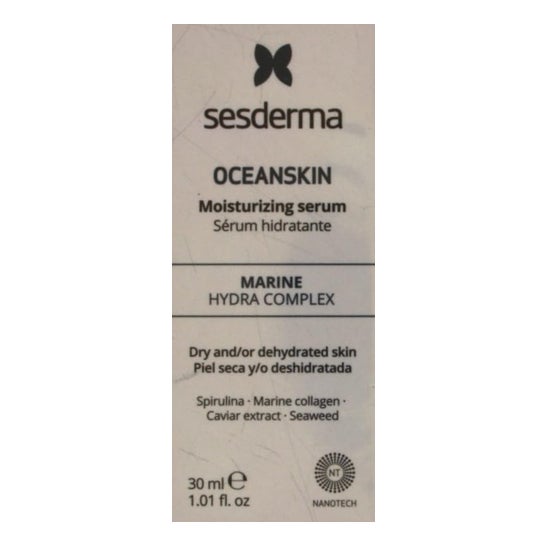 sesderma
OCEANSKIN
Moisturizing serum
Sérum hidratante
MARINE
HYDRA COMPLEX
Dry and/or dehydrated skin
Piel seca y/o deshidratada
Spirulina · Marine collagen ·
Caviar extract · Seaweed
30 ml ℮
1.01 fl. oz
NT
NANOTECH